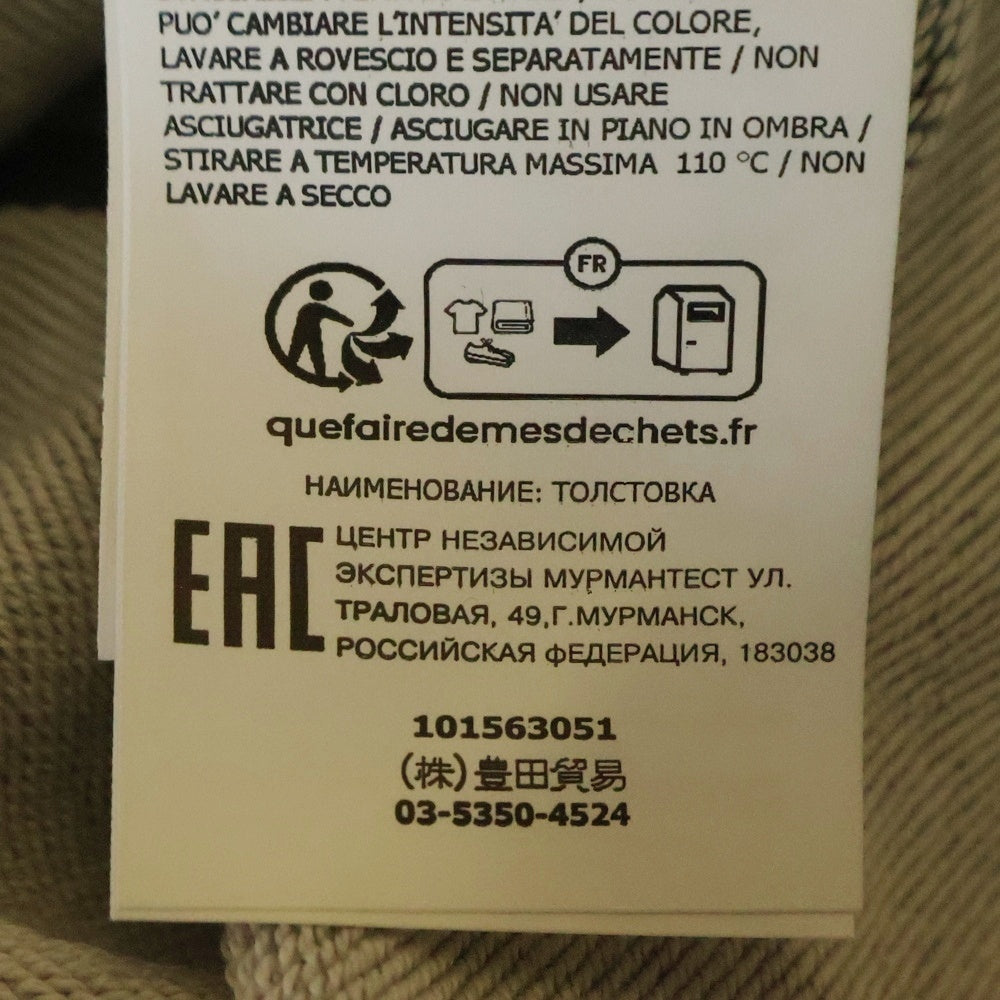 PUO' CAMBIARE L'INTENSITA' DEL COLORE,
LAVARE A ROVESCIO E SEPARATAMENTE / NON
TRATTARE CON CLORO / NON USARE
ASCIUGATRICE / ASCIUGARE IN PIANO IN OMBRA /
STIRARE A TEMPERATURA MASSIMA 110 °C / NON
LAVARE A SECCO
FR
quefairedemesdechets.fr
НАИМЕНОВАНИЕ: ТОЛСТОВКА
EAC
ЦЕНТР НЕЗАВИСИМОЙ
ЭКСПЕРТИЗЫ МУРМАНТЕСТ УЛ.
ТРАЛОВАЯ, 49,Г.МУРМАНСК,
РОССИЙСКАЯ ФЕДЕРАЦИЯ, 183038
101563051
(株)豊田貿易
03-5350-4524